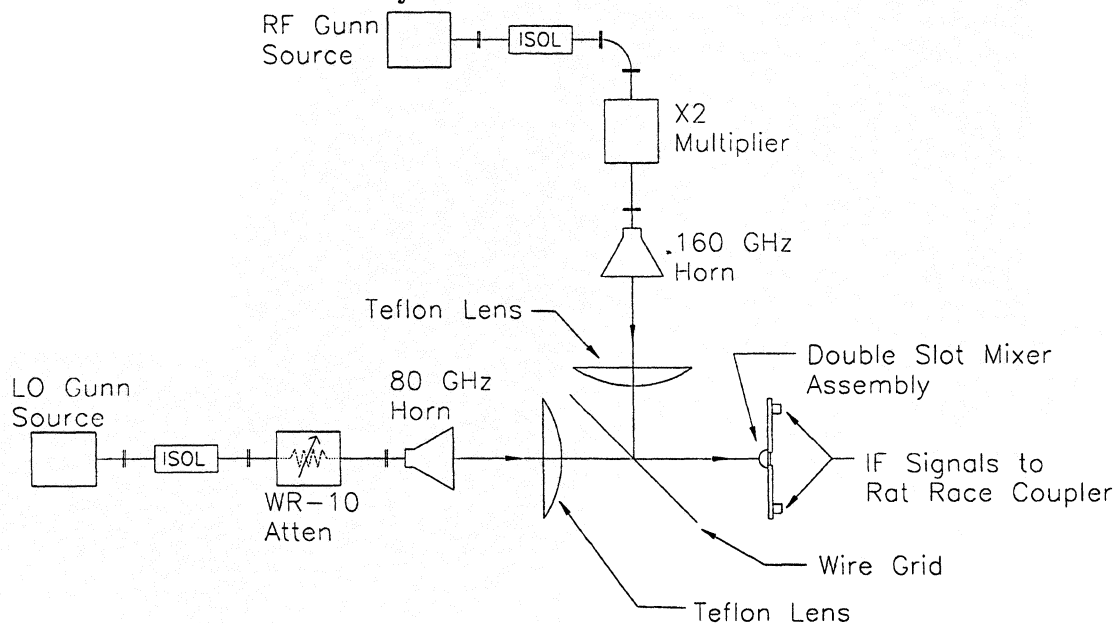 RF Gunn
Source
ISOL
X2
Multiplier
160 GHz
Horn
Teflon Lens
Double Slot Mixer
Assembly
LO Gunn
Source
80 GHz
Horn
ISOL
WR-10
Atten
IF Signals to
Rat Race Coupler
Wire Grid
Teflon Lens